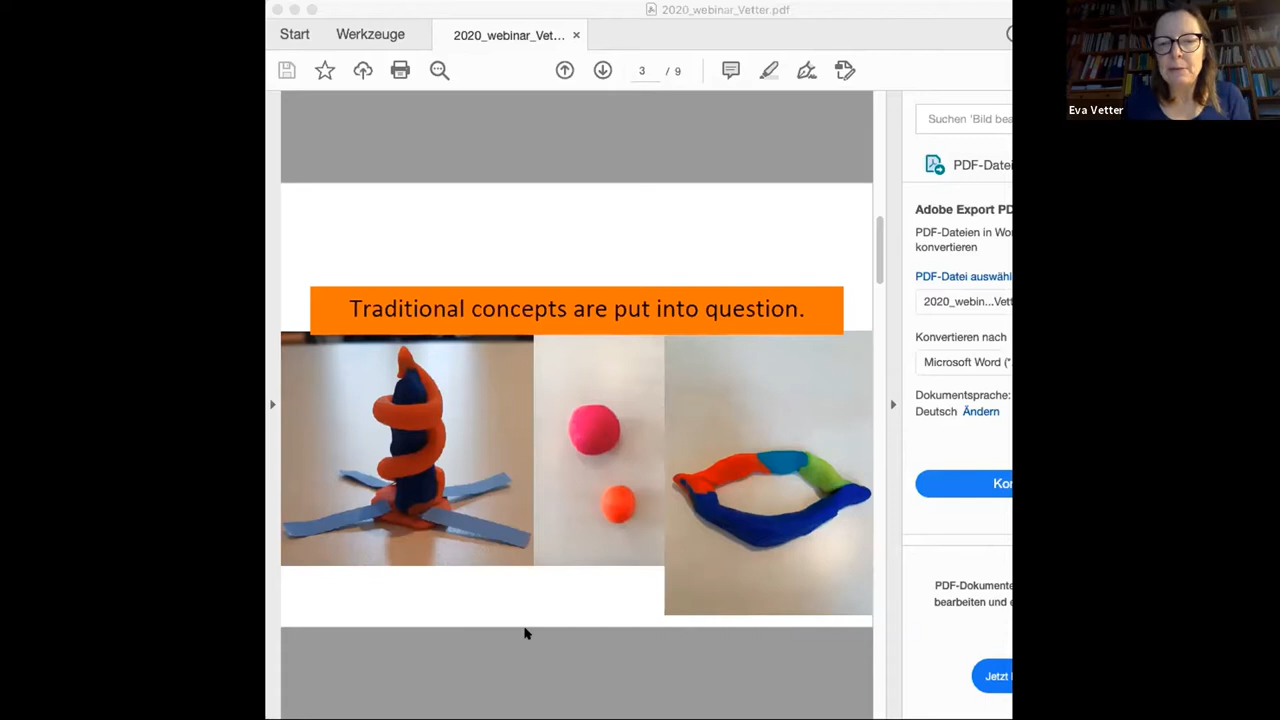 2020_webinar_Vetter.pdf
Start
Werkzeuge
2020_webinar_Vet...
3 / 9
Eva Vetter
Suchen 'Bild bea
PDF-Datei
Adobe Export PD
PDF-Dateien in Wo
konvertieren
PDF-Datei auswähl
2020_webin...Vett
Konvertieren nach
Microsoft Word (*.
Dokumentsprache:
Deutsch Ändern
Kon
PDF-Dokumente
bearbeiten und e
Jetzt
Traditional concepts are put into question.